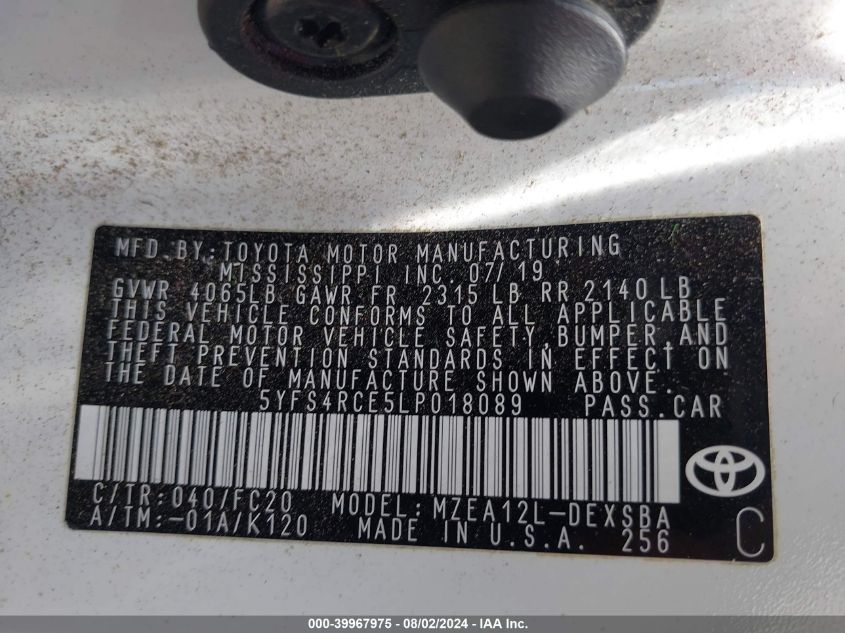 MFD.BY:TOYOTA MOTOR MANUFACTURING
MISSISSIPPI INC. 07/19
GVWR 4065LB GAWR FR 2315 LB RR 2140 LB
THIS VEHICLE CONFORMS TO ALL APPLICABLE
FEDERAL MOTOR VEHICLE SAFETY,BUMPER,AND
THEFT PREVENTION STANDARDS IN EFFECT ON
THE DATE OF MANUFACTURE SHOWN ABOVE.
5YFS4RCE5LP018089 PASS.CAR
C/TR:040/FC20 MODEL:MZEA12L-DEXSBA
A/TM:-01A/K120 MADE IN U.S.A. 256 C
000-39967975 - 08/02/2024 - IAA Inc.